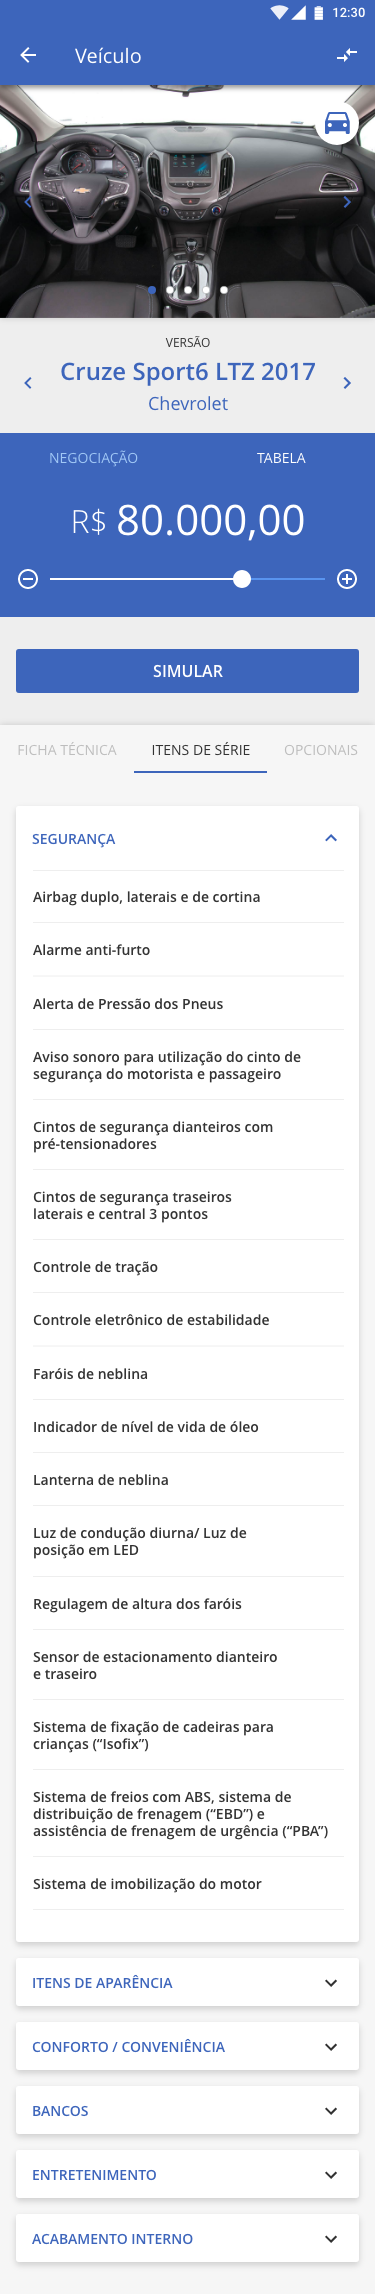 12:30
Veículo
VERSÃO
Cruze Sport6 LTZ 2017
Chevrolet
NEGOCIAÇÃO
TABELA
R$ 80.000,00
SIMULAR
FICHA TÉCNICA
ITENS DE SÉRIE
OPCIONAIS
SEGURANÇA
Airbag duplo, laterais e de cortina
Alarme anti-furto
Alerta de Pressão dos Pneus
Aviso sonoro para utilização do cinto de
segurança do motorista e passageiro
Cintos de segurança dianteiros com
pré-tensionadores
Cintos de segurança traseiros
laterais e central 3 pontos
Controle de tração
Controle eletrônico de estabilidade
Faróis de neblina
Indicador de nível de vida de óleo
Lanterna de neblina
Luz de condução diurna/ Luz de
posição em LED
Regulagem de altura dos faróis
Sensor de estacionamento dianteiro
e traseiro
Sistema de fixação de cadeiras para
crianças (“Isofix”)
Sistema de freios com ABS, sistema de
distribuição de frenagem (“EBD”) e
assistência de frenagem de urgência (“PBA”)
Sistema de imobilização do motor
ITENS DE APARÊNCIA
CONFORTO / CONVENIÊNCIA
BANCOS
ENTRETENIMENTO
ACABAMENTO INTERNO